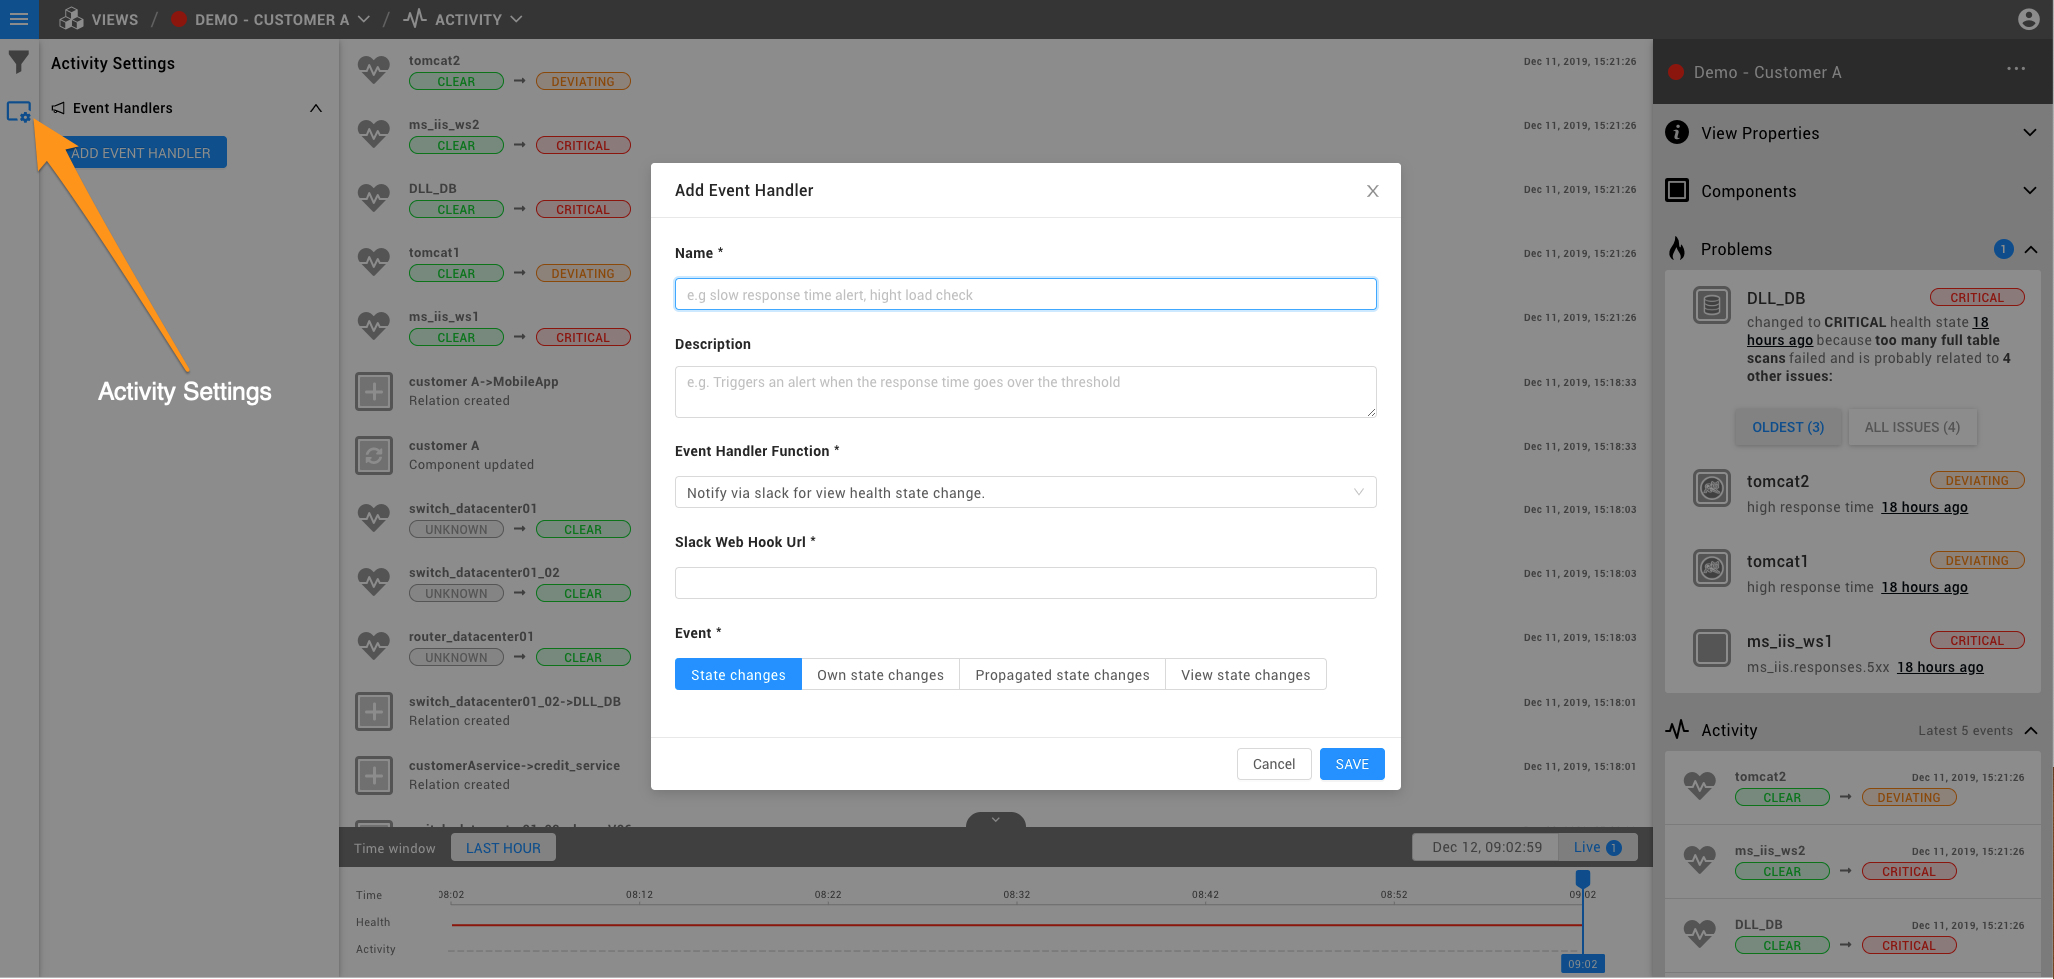 VIEWS / DEMO - CUSTOMER A / ACTIVITY
Activity Settings
Event Handlers
ADD EVENT HANDLER
Activity Settings
tomcat2
CLEAR → DEVIATING
Dec 11, 2019, 15:21:26
ms_iis_ws2
CLEAR → CRITICAL
Dec 11, 2019, 15:21:26
DLL_DB
CLEAR → CRITICAL
Dec 11, 2019, 15:21:26
tomcat1
CLEAR → DEVIATING
Dec 11, 2019, 15:21:26
ms_iis_ws1
CLEAR → CRITICAL
Dec 11, 2019, 15:21:26
customer A->MobileApp
Relation created
Dec 11, 2019, 15:18:33
customer A
Component updated
Dec 11, 2019, 15:18:33
switch_datacenter01
UNKNOWN → CLEAR
Dec 11, 2019, 15:18:03
switch_datacenter01_02
UNKNOWN → CLEAR
Dec 11, 2019, 15:18:03
router_datacenter01
UNKNOWN → CLEAR
Dec 11, 2019, 15:18:03
switch_datacenter01_02->DLL_DB
Relation created
Dec 11, 2019, 15:18:01
customerAservice->credit_service
Relation created
Dec 11, 2019, 15:18:01
Add Event Handler
X
Name *
e.g slow response time alert, hight load check
Description
e.g. Triggers an alert when the response time goes over the threshold
Event Handler Function *
Notify via slack for view health state change.
Slack Web Hook Url *
Event *
State changes Own state changes Propagated state changes View state changes
Cancel SAVE
Time window LAST HOUR Dec 12, 09:02:59 Live 1
Time 08:02 08:12 08:22 08:32 08:42 08:52 09:02
Health
Activity
09:02
Demo - Customer A ...
View Properties
Components
Problems 1
DLL_DB CRITICAL
changed to CRITICAL health state 18
hours ago because too many full table
scans failed and is probably related to 4
other issues:
OLDEST (3) ALL ISSUES (4)
tomcat2 DEVIATING
high response time 18 hours ago
tomcat1 DEVIATING
high response time 18 hours ago
ms_iis_ws1 CRITICAL
ms_iis.responses.5xx 18 hours ago
Activity Latest 5 events
tomcat2 Dec 11, 2019, 15:21:26
CLEAR → DEVIATING
ms_iis_ws2 Dec 11, 2019, 15:21:26
CLEAR → CRITICAL
DLL_DB Dec 11, 2019, 15:21:26
CLEAR → CRITICAL